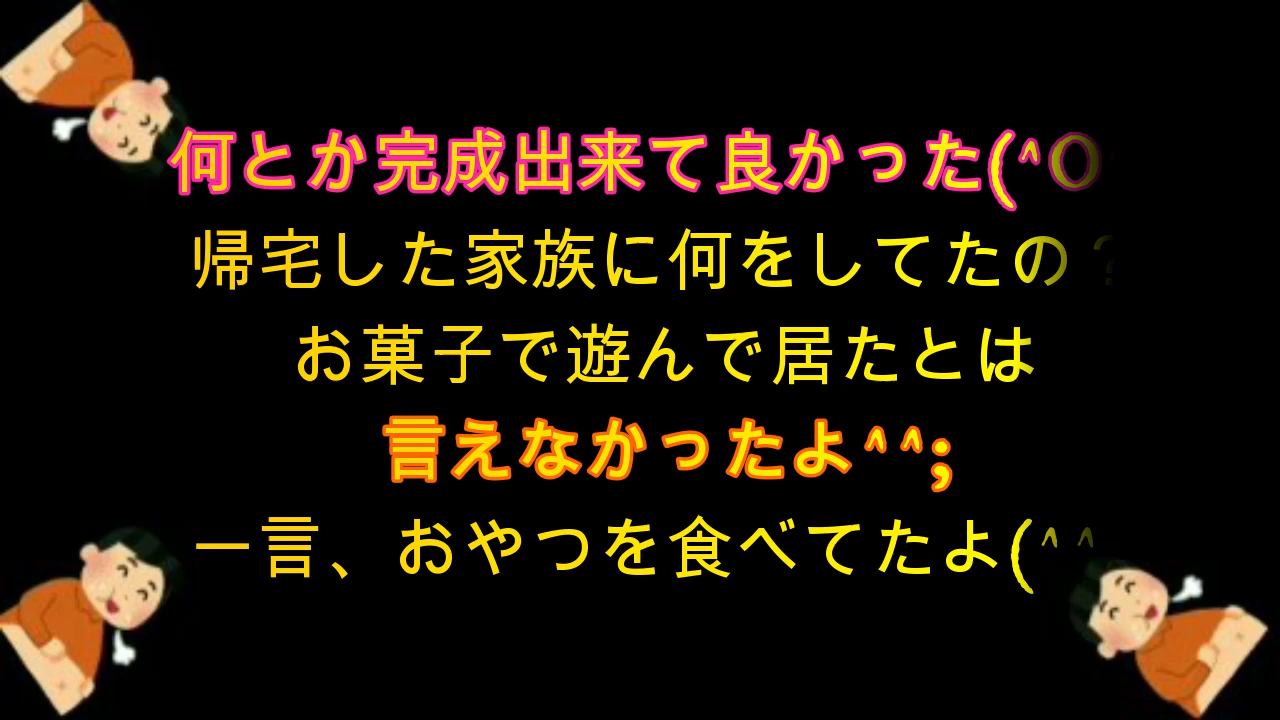 何とか完成出来て良かった(^O
帰宅した家族に何をしてたの？
お菓子で遊んで居たとは
言えなかったよ^^;
一言、おやつを食べてたよ(^^